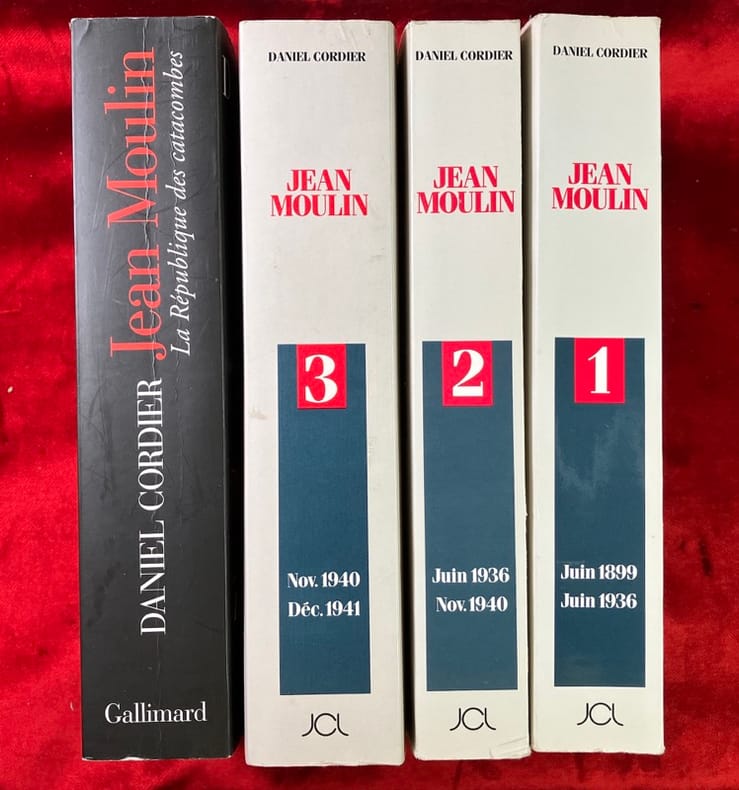 DANIEL CORDIER Jean Moulin
La République des catacombes
Gallimard
DANIEL CORDIER
JEAN
MOULIN
3
Nov. 1940
Déc. 1941
JCL
DANIEL CORDIER
JEAN
MOULIN
2
Juin 1936
Nov. 1940
JCL
DANIEL CORDIER
JEAN
MOULIN
1
Juin 1899
Juin 1936
JCL